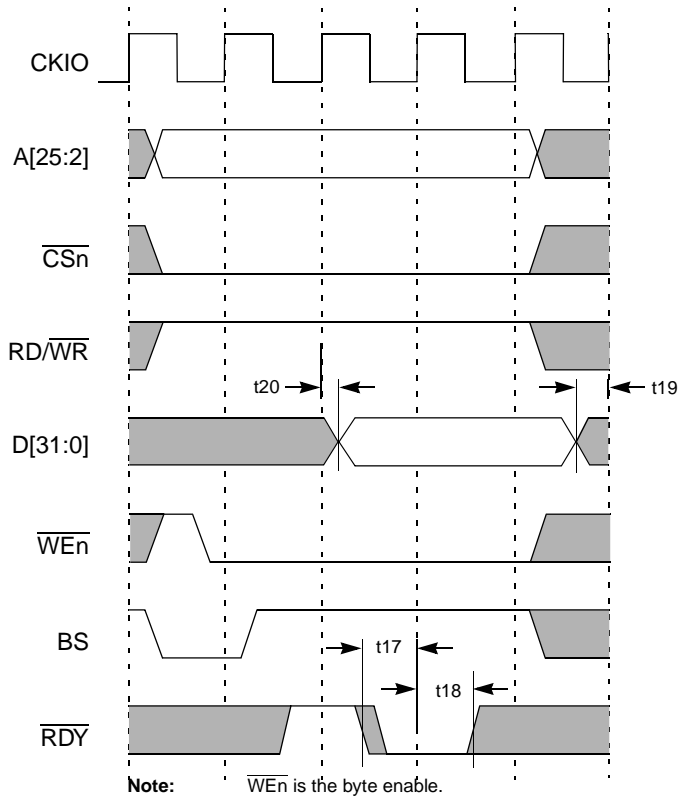 CKIO
A[25:2]
CSn
RD/WR
t20
t19
D[31:0]
WEn
BS
t17
t18
RDY
Note: WEn is the byte enable.